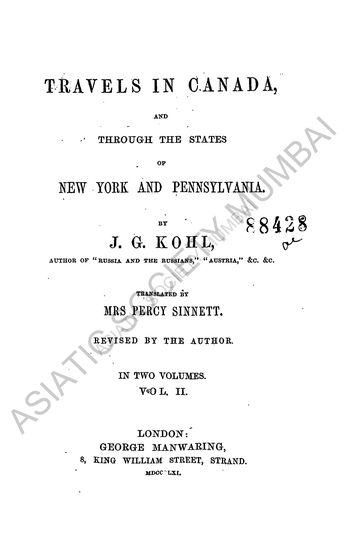 TRAVELS IN CANADA,
AND
THROUGH THE STATES
OF
NEW YORK AND PENNSYLVANIA.
BY
88428
J. G. KOHL,
AUTHOR OF "RUSSIA AND THE RUSSIANS," "AUSTRIA," &C. &C.
TRANSLATED BY
MRS PERCY SINNETT.
REVISED BY THE AUTHOR.
IN TWO VOLUMES.
VOL. II.
LONDON:
GEORGE MANWARING,
8, KING WILLIAM STREET, STRAND.
MDCCCLXI.
ASIATIC SOCIETY MUMBAI